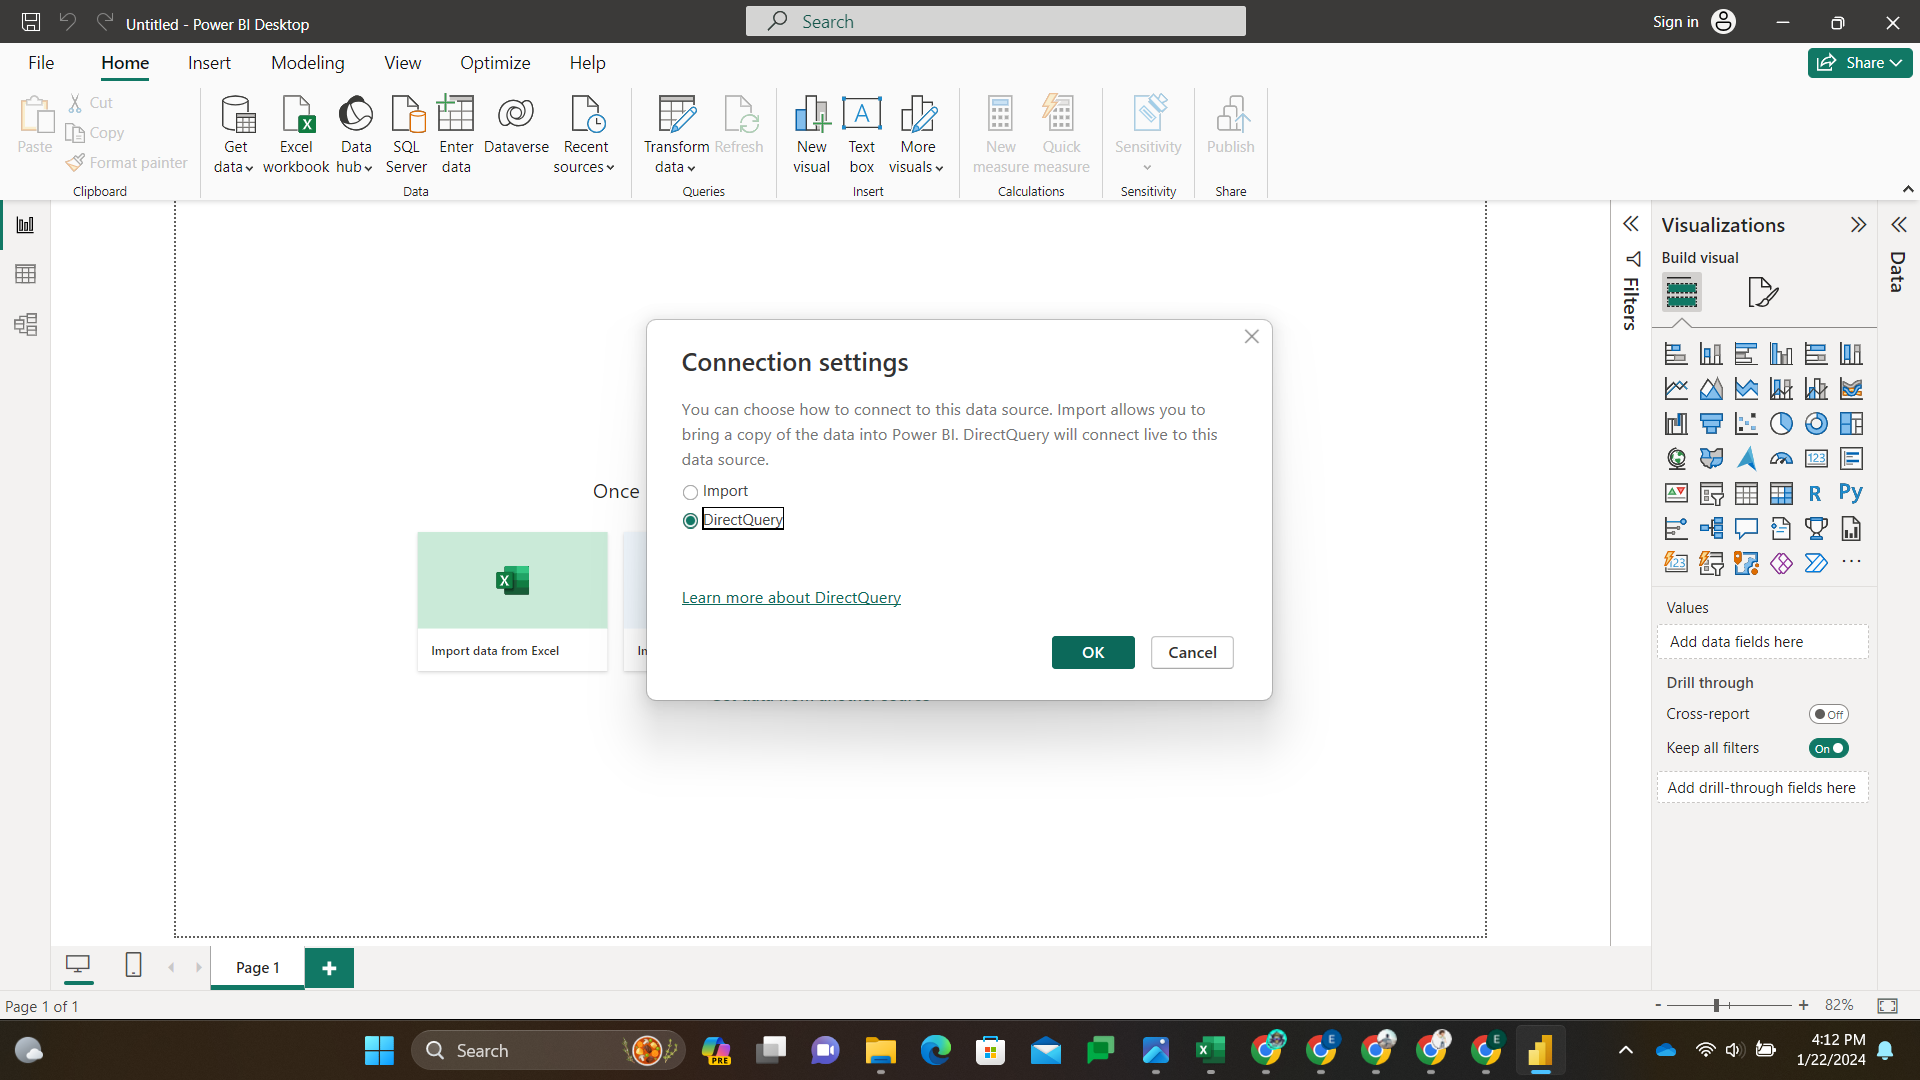 Untitled - Power BI Desktop
Search
Sign in
File Home Insert Modeling View Optimize Help
Share
Paste
Cut
Copy
Format painter
Clipboard
Get data
Excel workbook
Data hub
SQL Server
Enter data
Dataverse
Recent sources
Data
Transform data
Refresh
Queries
New visual
Text box
More visuals
Insert
New measure
Quick measure
Calculations
Sensitivity
Sensitivity
Publish
Share
Filters
Visualizations
Data
Build visual
Connection settings
You can choose how to connect to this data source. Import allows you to
bring a copy of the data into Power BI. DirectQuery will connect live to this
data source.
Import
DirectQuery
Learn more about DirectQuery
OK
Cancel
Once
Import data from Excel
123
R
Py
123
Values
Add data fields here
Drill through
Cross-report
Off
Keep all filters
On
Add drill-through fields here
Page 1
Page 1 of 1
- + 82%
Search
PRE
E
E
4:12 PM
1/22/2024